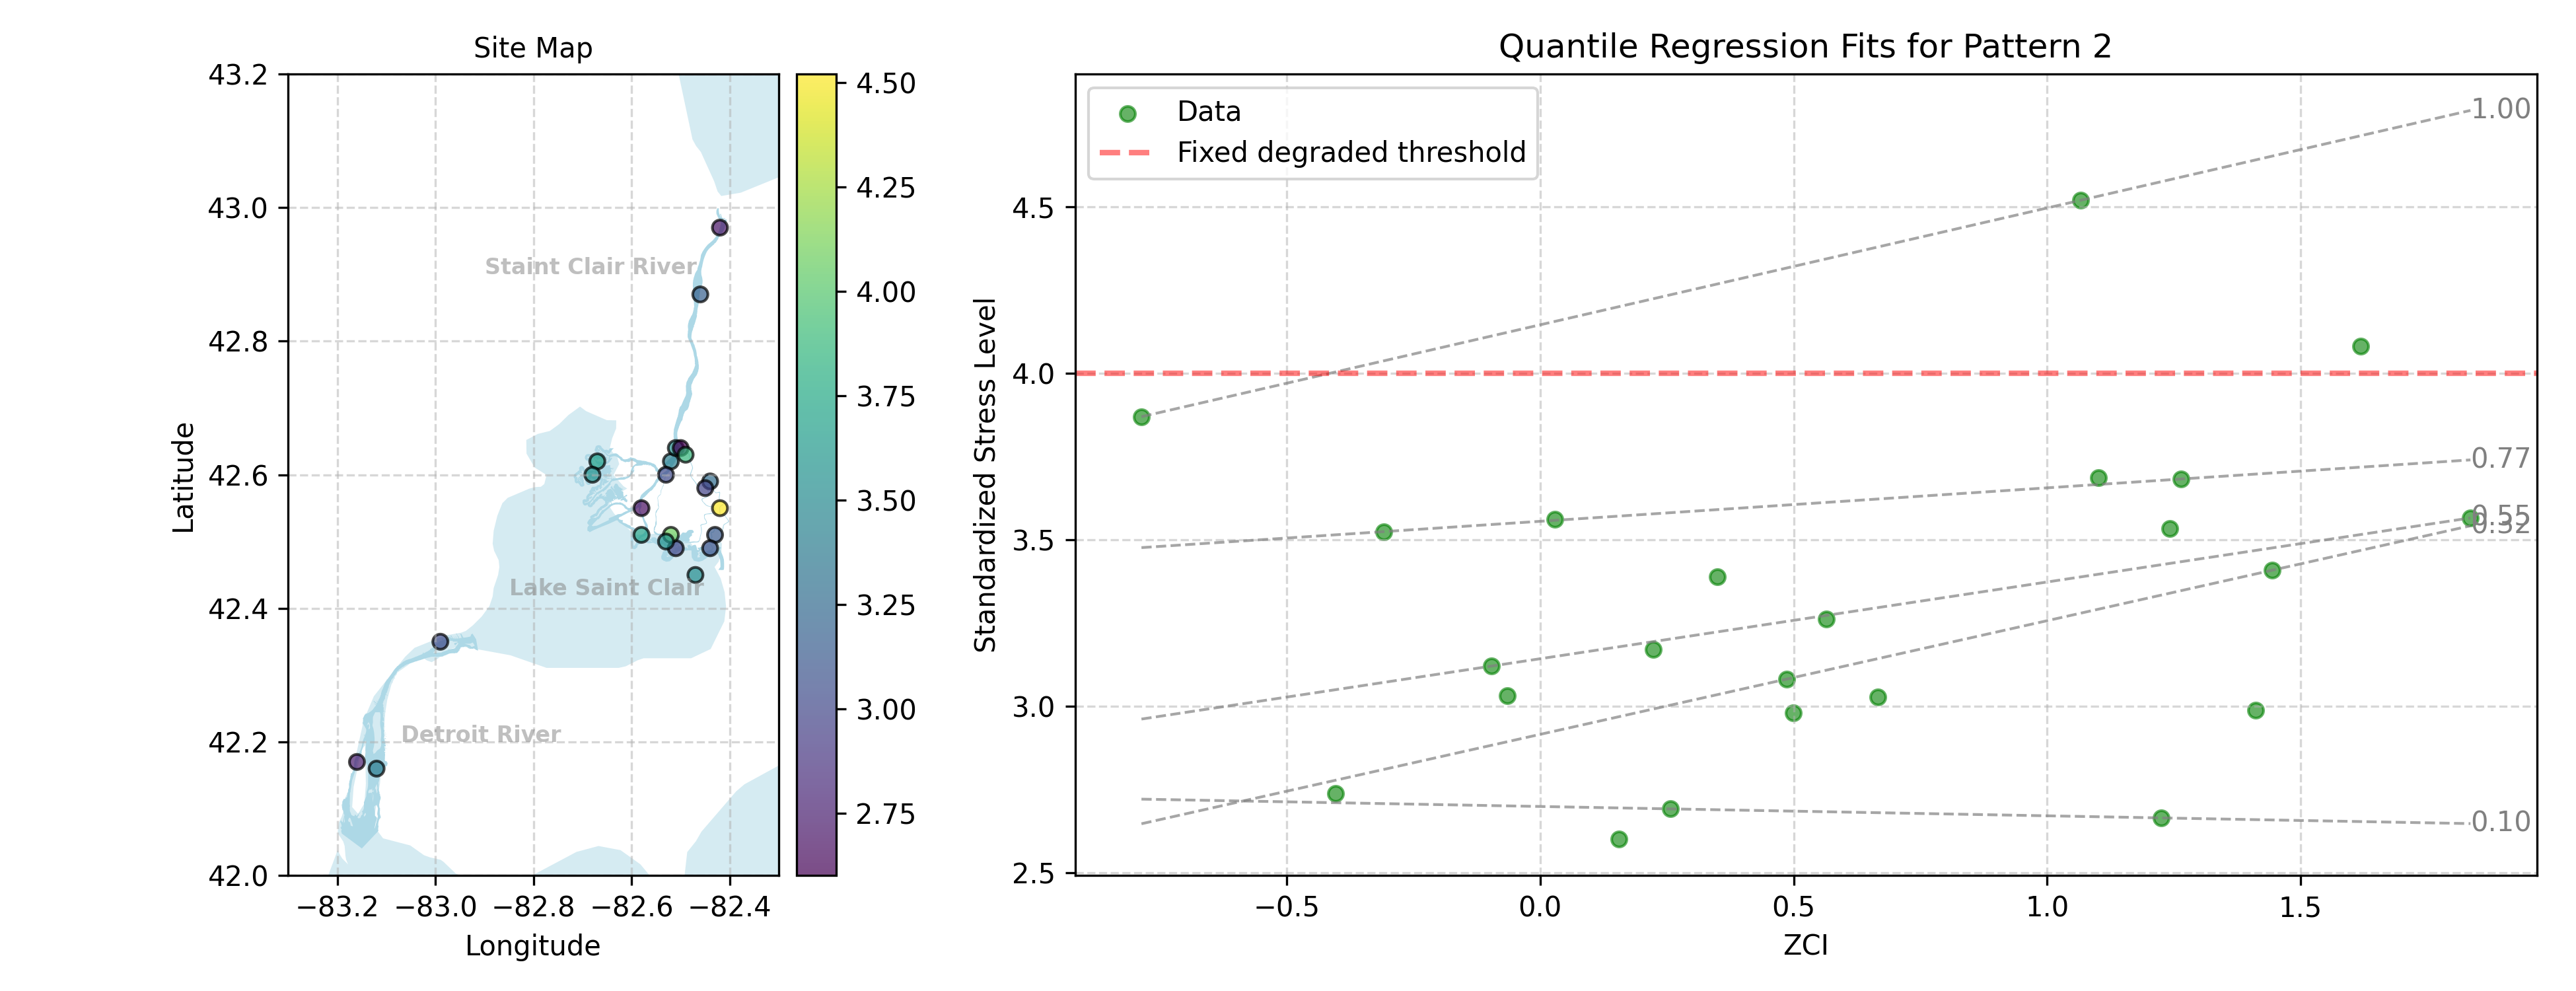 Site Map
43.2
43.0
42.8
42.6
42.4
42.2
42.0
Latitude
−83.2 −83.0 −82.8 −82.6 −82.4
Longitude
Staint Clair River
Lake Saint Clair
Detroit River
4.50
4.25
4.00
3.75
3.50
3.25
3.00
2.75
Quantile Regression Fits for Pattern 2
Data
Fixed degraded threshold
4.5
4.0
3.5
3.0
2.5
Standardized Stress Level
−0.5 0.0 0.5 1.0 1.5
ZCI
1.00
0.77
0.55
0.32
0.10